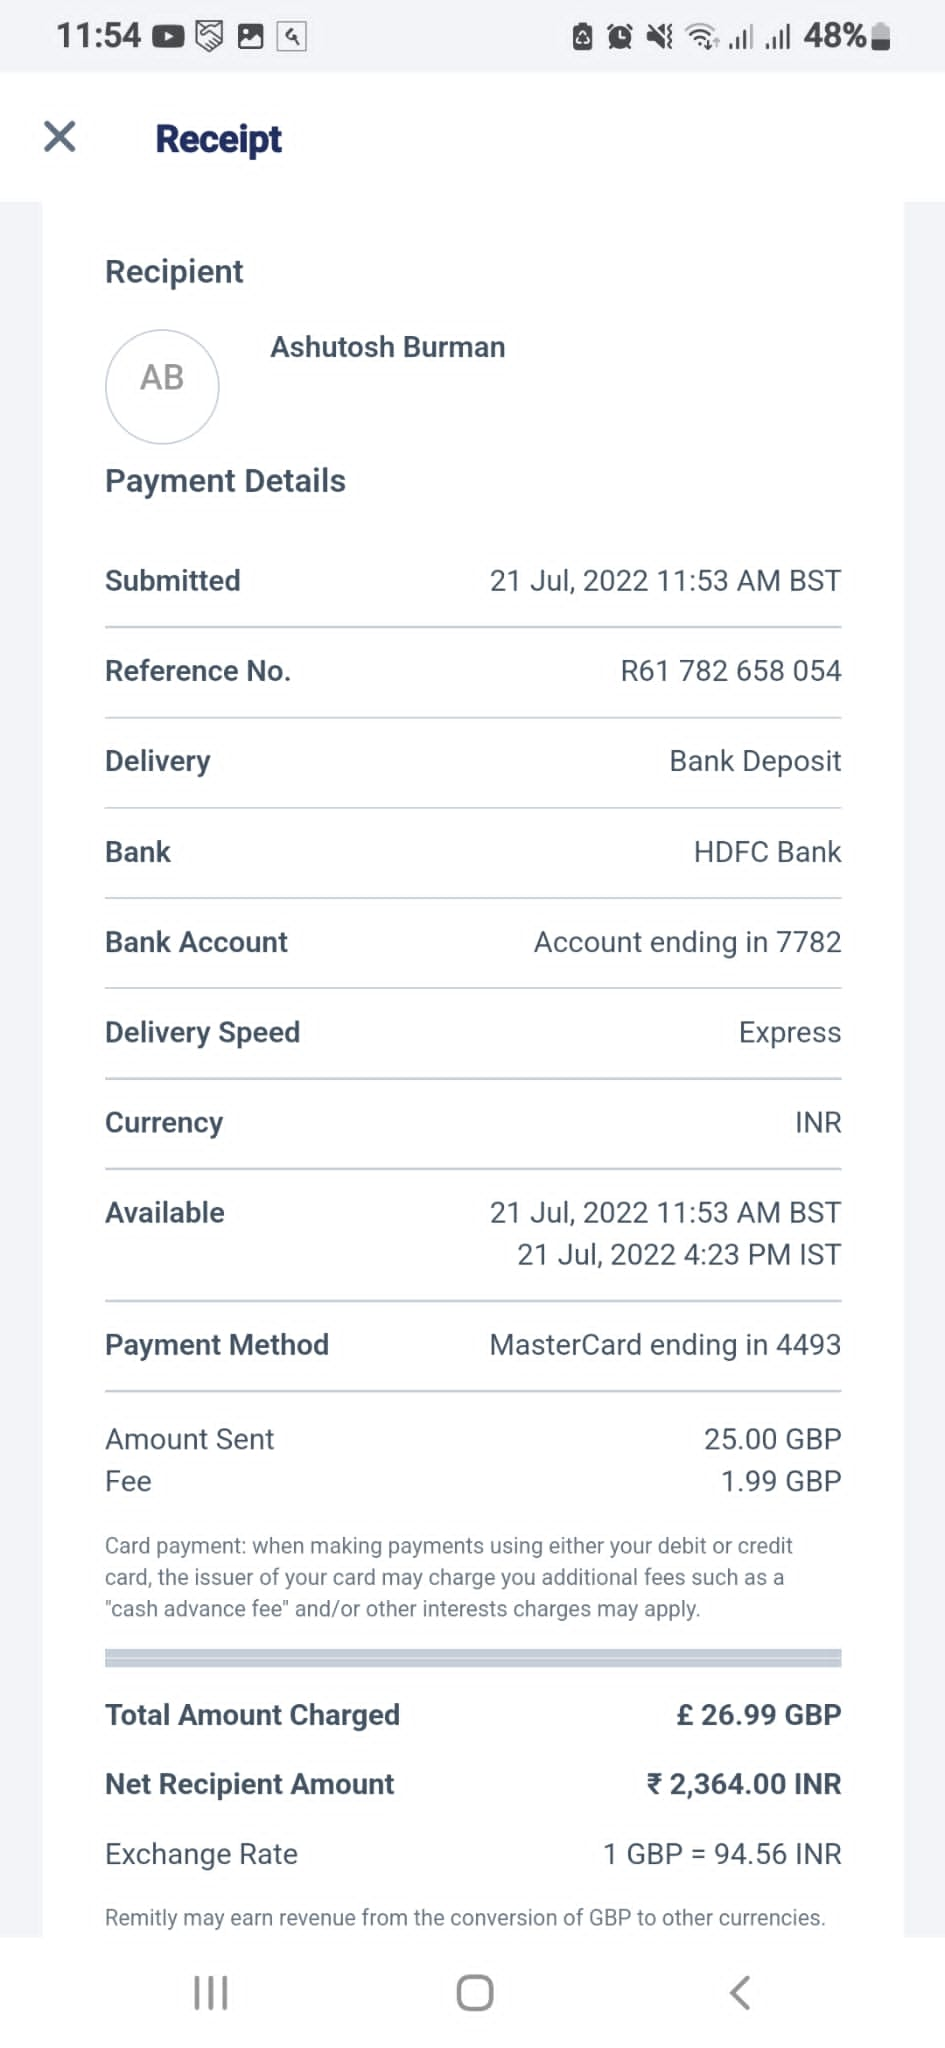 11:54
48%
Receipt
Recipient
AB
Ashutosh Burman
Payment Details
Submitted 21 Jul, 2022 11:53 AM BST
Reference No. R61 782 658 054
Delivery Bank Deposit
Bank HDFC Bank
Bank Account Account ending in 7782
Delivery Speed Express
Currency INR
Available 21 Jul, 2022 11:53 AM BST
21 Jul, 2022 4:23 PM IST
Payment Method MasterCard ending in 4493
Amount Sent 25.00 GBP
Fee 1.99 GBP
Card payment: when making payments using either your debit or credit
card, the issuer of your card may charge you additional fees such as a
"cash advance fee" and/or other interests charges may apply.
Total Amount Charged £ 26.99 GBP
Net Recipient Amount ₹ 2,364.00 INR
Exchange Rate 1 GBP = 94.56 INR
Remitly may earn revenue from the conversion of GBP to other currencies.